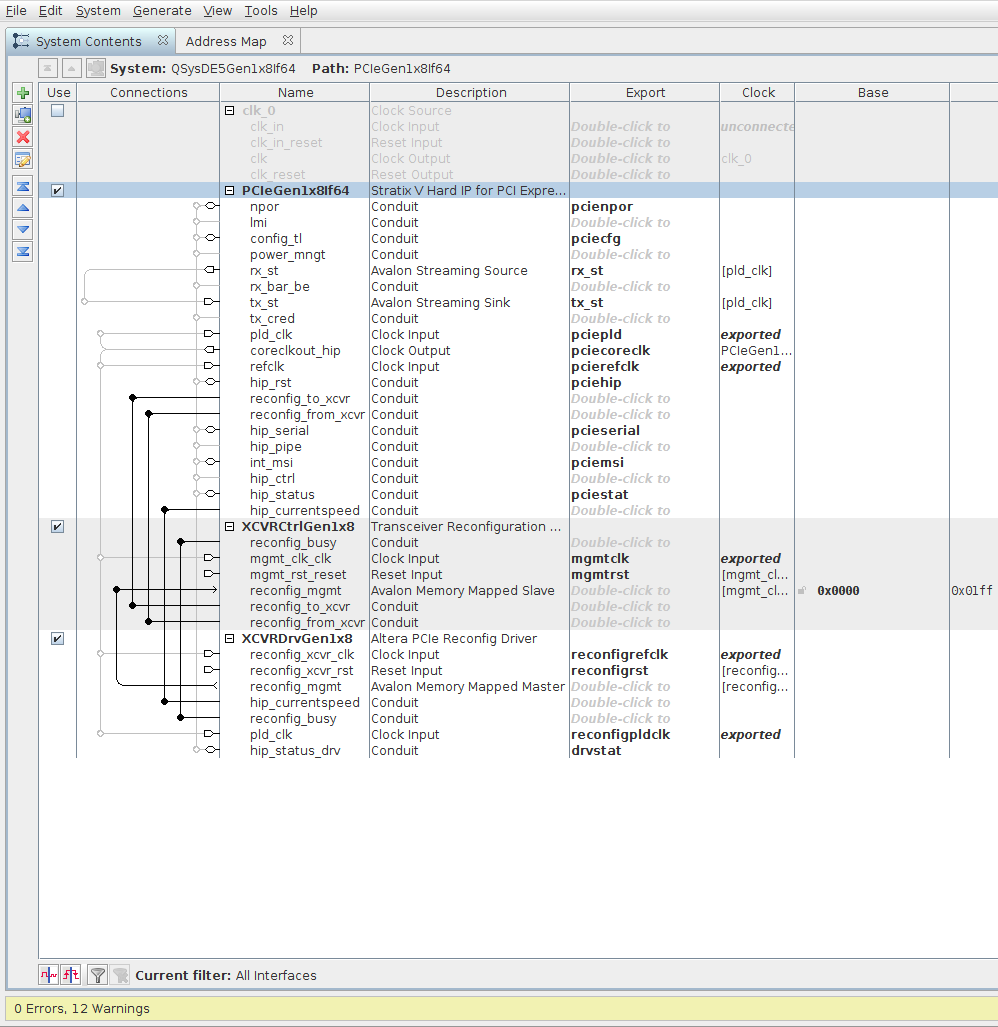 File Edit System Generate View Tools Help
System Contents Address Map
System: QSysDE5Gen1x8If64 Path: PCIeGen1x8If64
Use Connections Name Description Export Clock Base
clk_0 Clock Source
clk_in Clock Input Double-click to unconnecte
clk_in_reset Reset Input Double-click to
clk Clock Output Double-click to clk_0
clk_reset Reset Output Double-click to
PCIeGen1x8If64 Stratix V Hard IP for PCI Expre...
npor Conduit pcienpor
lmi Conduit Double-click to
config_tl Conduit pciecfg
power_mngt Conduit Double-click to
rx_st Avalon Streaming Source rx_st [pld_clk]
rx_bar_be Conduit Double-click to
tx_st Avalon Streaming Sink tx_st [pld_clk]
tx_cred Conduit Double-click to
pld_clk Clock Input pciepld exported
coreclkout_hip Clock Output pciecoreclk PCIeGen1...
refclk Clock Input pcierefclk exported
hip_rst Conduit pciehip
reconfig_to_xcvr Conduit Double-click to
reconfig_from_xcvr Conduit Double-click to
hip_serial Conduit pcieserial
hip_pipe Conduit Double-click to
int_msi Conduit pciemsi
hip_ctrl Conduit Double-click to
hip_status Conduit pciestat
hip_currentspeed Conduit Double-click to
XCVRCtrlGen1x8 Transceiver Reconfiguration ...
reconfig_busy Conduit Double-click to
mgmt_clk_clk Clock Input mgmtclk exported
mgmt_rst_reset Reset Input mgmtrst [mgmt_cl...
reconfig_mgmt Avalon Memory Mapped Slave Double-click to [mgmt_cl... 0x0000 0x01ff
reconfig_to_xcvr Conduit Double-click to
reconfig_from_xcvr Conduit Double-click to
XCVRDrvGen1x8 Altera PCIe Reconfig Driver
reconfig_xcvr_clk Clock Input reconfigrefclk exported
reconfig_xcvr_rst Reset Input reconfigrst [reconfig...
reconfig_mgmt Avalon Memory Mapped Master Double-click to [reconfig...
hip_currentspeed Conduit Double-click to
reconfig_busy Conduit Double-click to
pld_clk Clock Input reconfigpldclk exported
hip_status_drv Conduit drvstat
Current filter: All Interfaces
0 Errors, 12 Warnings